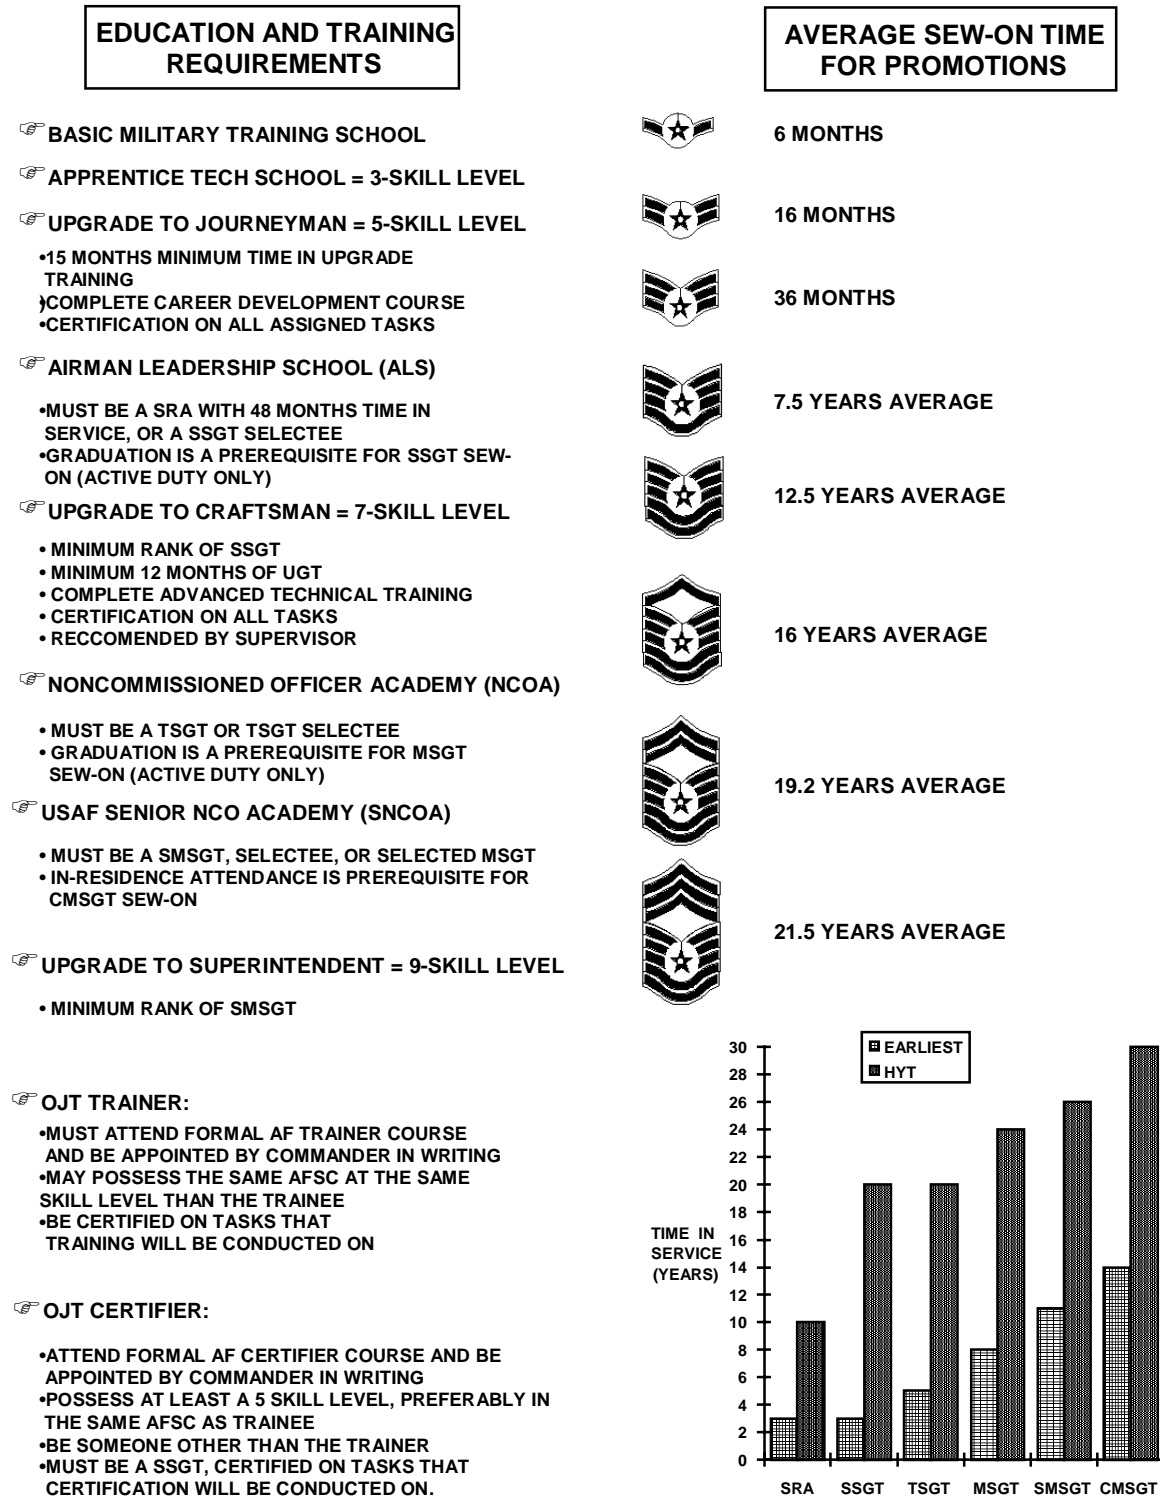 EDUCATION AND TRAINING
REQUIREMENTS
☞BASIC MILITARY TRAINING SCHOOL
☞APPRENTICE TECH SCHOOL = 3-SKILL LEVEL
☞UPGRADE TO JOURNEYMAN = 5-SKILL LEVEL
•15 MONTHS MINIMUM TIME IN UPGRADE
TRAINING
•COMPLETE CAREER DEVELOPMENT COURSE
•CERTIFICATION ON ALL ASSIGNED TASKS
☞AIRMAN LEADERSHIP SCHOOL (ALS)
•MUST BE A SRA WITH 48 MONTHS TIME IN
SERVICE, OR A SSGT SELECTEE
•GRADUATION IS A PREREQUISITE FOR SSGT SEW-
ON (ACTIVE DUTY ONLY)
☞UPGRADE TO CRAFTSMAN = 7-SKILL LEVEL
• MINIMUM RANK OF SSGT
• MINIMUM 12 MONTHS OF UGT
• COMPLETE ADVANCED TECHNICAL TRAINING
• CERTIFICATION ON ALL TASKS
• RECCOMENDED BY SUPERVISOR
☞NONCOMMISSIONED OFFICER ACADEMY (NCOA)
• MUST BE A TSGT OR TSGT SELECTEE
• GRADUATION IS A PREREQUISITE FOR MSGT
SEW-ON (ACTIVE DUTY ONLY)
☞USAF SENIOR NCO ACADEMY (SNCOA)
• MUST BE A SMSGT, SELECTEE, OR SELECTED MSGT
• IN-RESIDENCE ATTENDANCE IS PREREQUISITE FOR
CMSGT SEW-ON
☞UPGRADE TO SUPERINTENDENT = 9-SKILL LEVEL
• MINIMUM RANK OF SMSGT
☞OJT TRAINER:
•MUST ATTEND FORMAL AF TRAINER COURSE
AND BE APPOINTED BY COMMANDER IN WRITING
•MAY POSSESS THE SAME AFSC AT THE SAME
SKILL LEVEL THAN THE TRAINEE
•BE CERTIFIED ON TASKS THAT
TRAINING WILL BE CONDUCTED ON
☞OJT CERTIFIER:
•ATTEND FORMAL AF CERTIFIER COURSE AND BE
APPOINTED BY COMMANDER IN WRITING
•POSSESS AT LEAST A 5 SKILL LEVEL, PREFERABLY IN
THE SAME AFSC AS TRAINEE
•BE SOMEONE OTHER THAN THE TRAINER
•MUST BE A SSGT, CERTIFIED ON TASKS THAT
CERTIFICATION WILL BE CONDUCTED ON.
AVERAGE SEW-ON TIME
FOR PROMOTIONS
6 MONTHS
16 MONTHS
36 MONTHS
7.5 YEARS AVERAGE
12.5 YEARS AVERAGE
16 YEARS AVERAGE
19.2 YEARS AVERAGE
21.5 YEARS AVERAGE
EARLIEST
HYT
TIME IN
SERVICE
(YEARS)
30
28
26
24
22
20
18
16
14
12
10
8
6
4
2
0
SRA SSGT TSGT MSGT SMSGT CMSGT